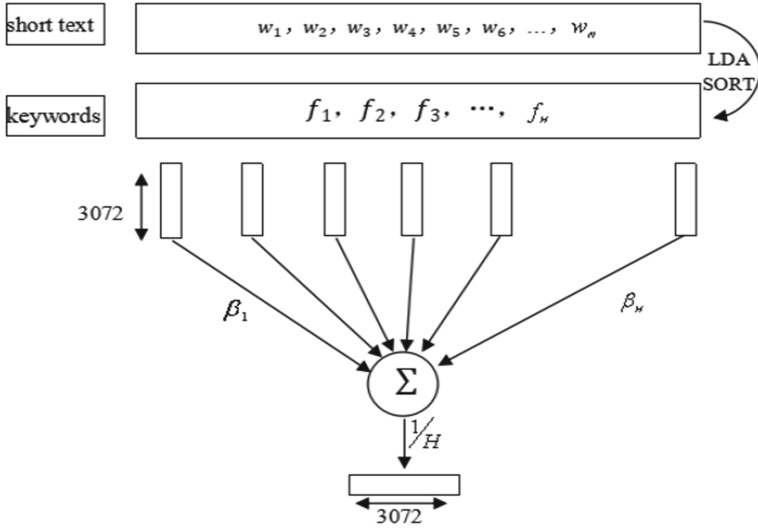 short text
w₁, w₂, w₃, w₄, w₅, w₆, ..., wₙ
LDA
SORT
keywords
f₁, f₂, f₃, ..., f_H
3072
β₁
β_H
Σ
1/H
3072